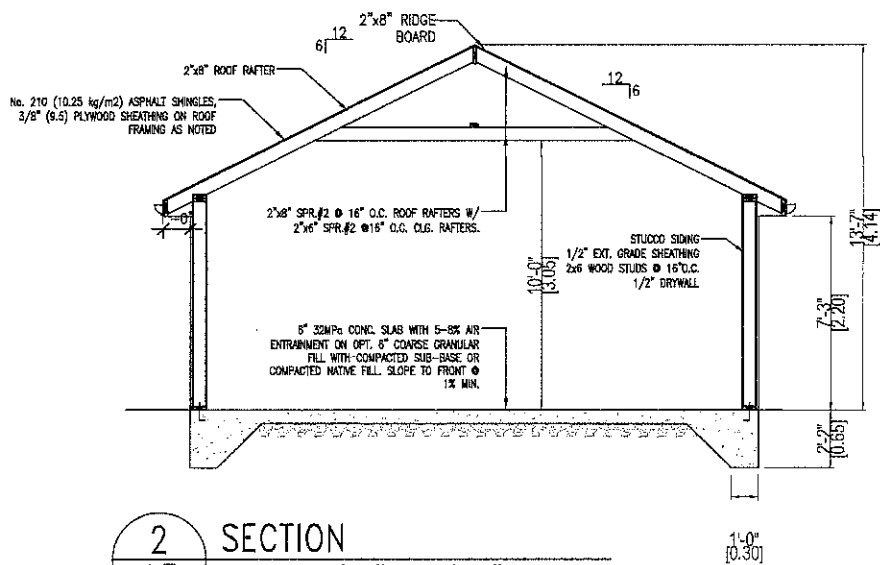 2"x8" RIDGE
BOARD
12
6
2"x8" ROOF RAFTER
12
6
No. 210 (10.25 kg/m2) ASPHALT SHINGLES,
3/8" (9.5) PLYWOOD SHEATHING ON ROOF
FRAMING AS NOTED
2"x8" SPR.#2 @ 16" O.C. ROOF RAFTERS W/
2"x6" SPR.#2 @16" O.C. CLG. RAFTERS.
STUCCO SIDING
1/2" EXT. GRADE SHEATHING
2x6 WOOD STUDS @ 16"O.C.
1/2" DRYWALL
10'-0"
[3.05]
13'-7"
[4.14]
7'-3"
[2.20]
6" 32MPa CONC. SLAB WITH 5-8% AIR
ENTRAINMENT ON OPT. 6" COARSE GRANULAR
FILL WITH COMPACTED SUB-BASE OR
COMPACTED NATIVE FILL. SLOPE TO FRONT @
1% MIN.
2'-2"
[0.65]
1'-0"
[0.30]
2 SECTION